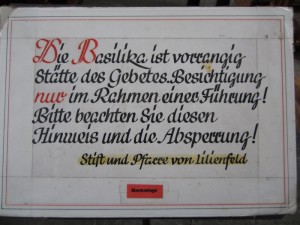 Die Basilika ist vorrangig
Stätte des Gebetes. Besichtigung
nur im Rahmen einer Führung!
Bitte beachten Sie diesen
Hinweis und die Absperrung!
Stift und Pfarre von Lilienfeld